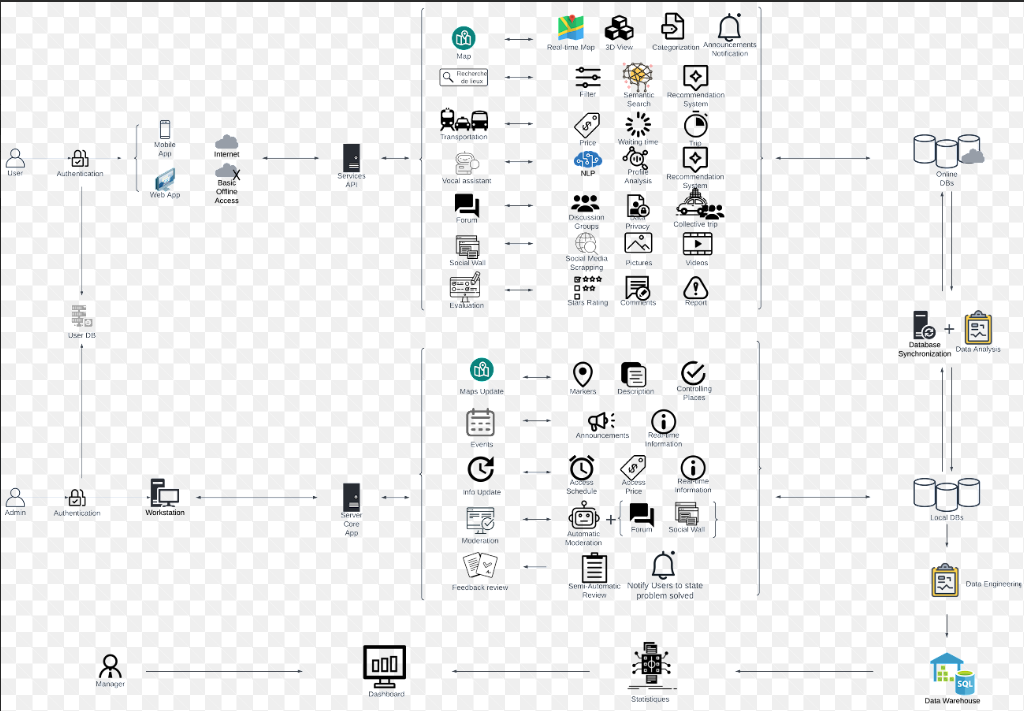 Map
Real-time Map
3D View
Categorization
Announcements
Notification
Recherche
de lieux
Filter
Semantic
Search
Recommendation
System
Transportation
Price
Waiting time
Trip
Vocal assistant
NLP
Profile
Analysis
Recommendation
System
Forum
Discussion
Groups
Data
Privacy
Collective trip
Social Wall
Social Media
Scrapping
Pictures
Videos
Evaluation
Stars Rating
Comments
Report
User
Authentication
Mobile
App
Web App
Internet
X
Basic
Offline
Access
Services
API
Online
DBs
User DB
Database
Synchronization
+
Data Analysis
Maps Update
Markers
Description
Controlling
Places
Events
Announcements
Real-time
Information
Info Update
Access
Schedule
Access
Price
Real-time
Information
Moderation
Automatic
Moderation
+
Forum
Social Wall
Feedback review
Semi-Automatic
Review
Notify Users to state
problem solved
Admin
Authentication
Workstation
Server
Core
App
Local DBs
Data Engineering
SQL
Data Warehouse
Manager
Dashboard
Statistiques